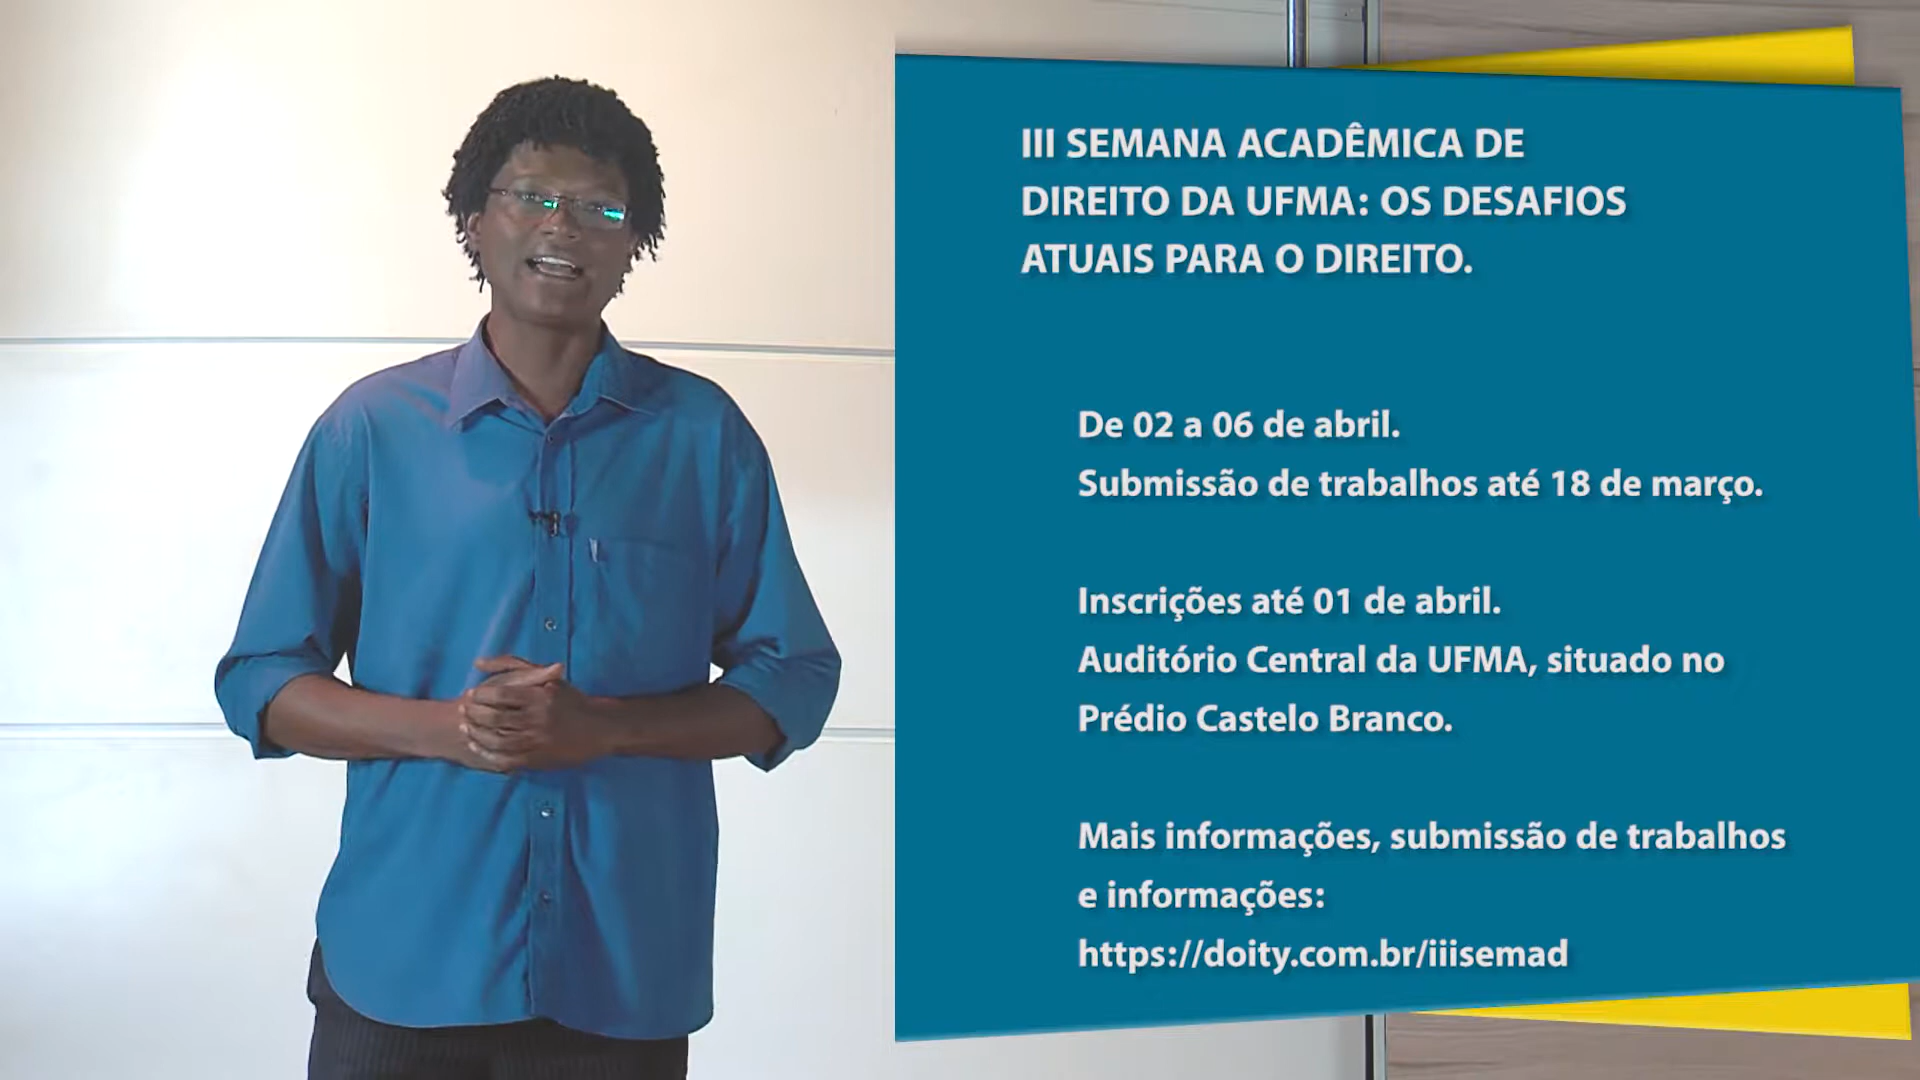 III SEMANA ACADÊMICA DE
DIREITO DA UFMA: OS DESAFIOS
ATUAIS PARA O DIREITO.
De 02 a 06 de abril.
Submissão de trabalhos até 18 de março.
Inscrições até 01 de abril.
Auditório Central da UFMA, situado no
Prédio Castelo Branco.
Mais informações, submissão de trabalhos
e informações:
https://doity.com.br/iiisemad